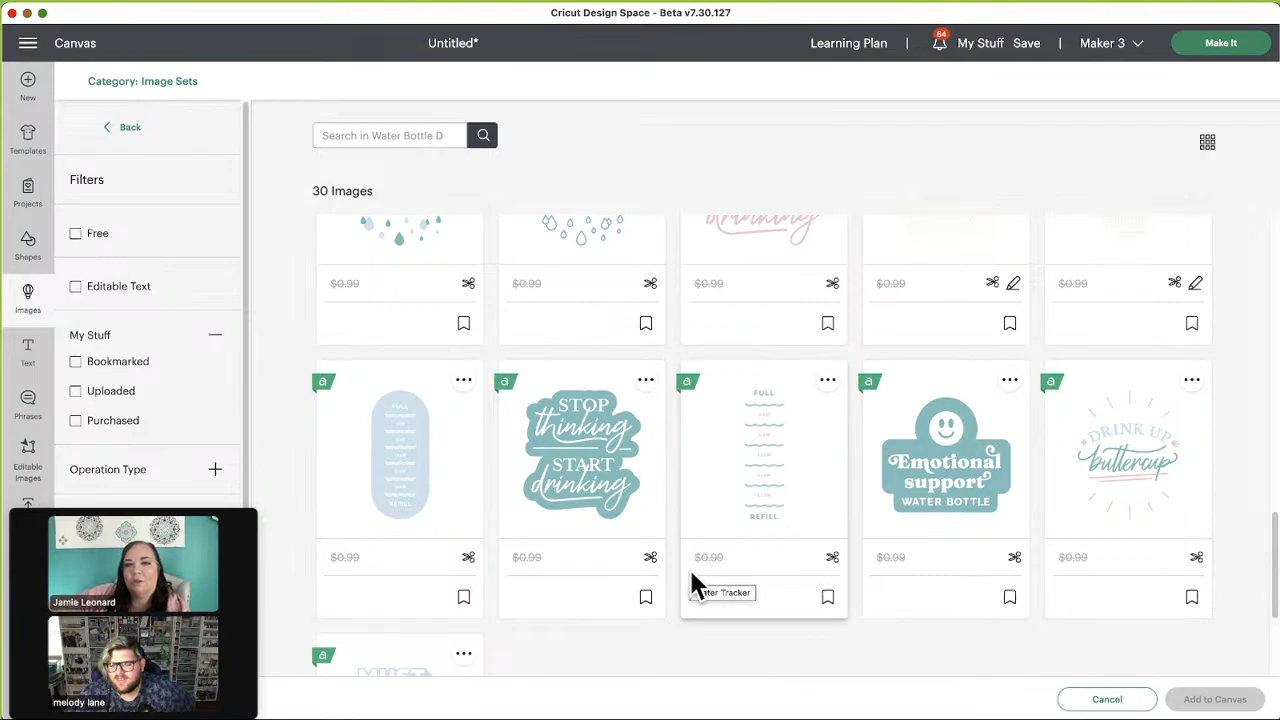 Cricut Design Space - Beta v7.30.127
Canvas
Untitled*
Learning Plan | 64 My Stuff Save | Maker 3 Make It
New
Templates
Projects
Shapes
Images
Text
Phrases
Editable
Images
Category: Image Sets
Back
Filters
Free
Editable Text
My Stuff
Bookmarked
Uploaded
Purchased
Operation Type
Search in Water Bottle D
30 Images
drinking
$0.99 $0.99 $0.99 $0.99 $0.99
a a a a a
FULL
REFILL
STOP
thinking
START
drinking
FULL
REFILL
Emotional
support
WATER BOTTLE
DRINK UP
buttercup
$0.99 $0.99 $0.99 $0.99 $0.99
ter Tracker
a
MUST
Jamie Leonard
melody lane
Cancel
Add to Canvas